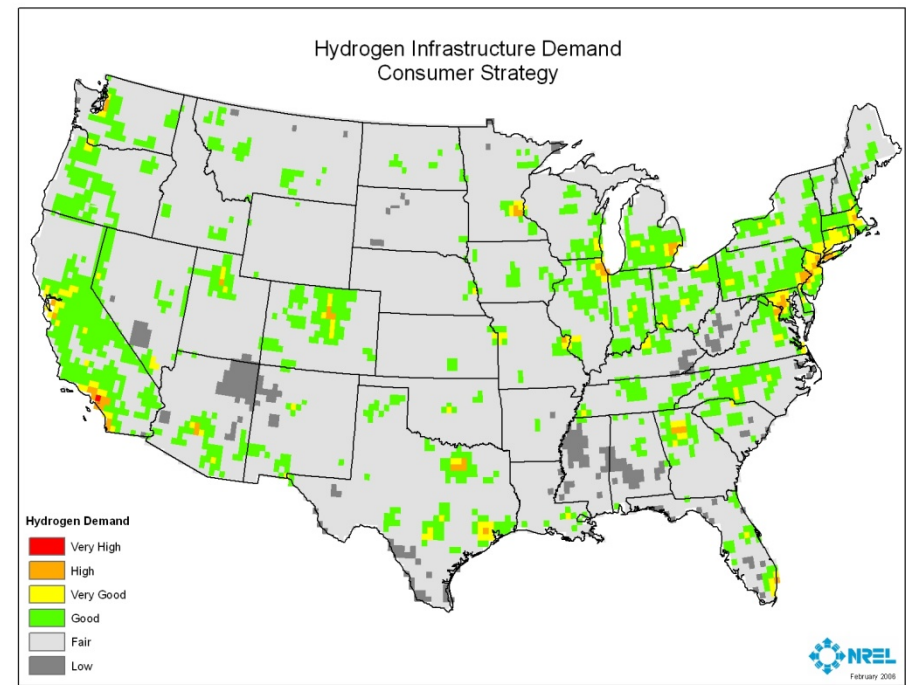 Hydrogen Infrastructure Demand
Consumer Strategy
Hydrogen Demand
Very High
High
Very Good
Good
Fair
Low
NREL
February 2006